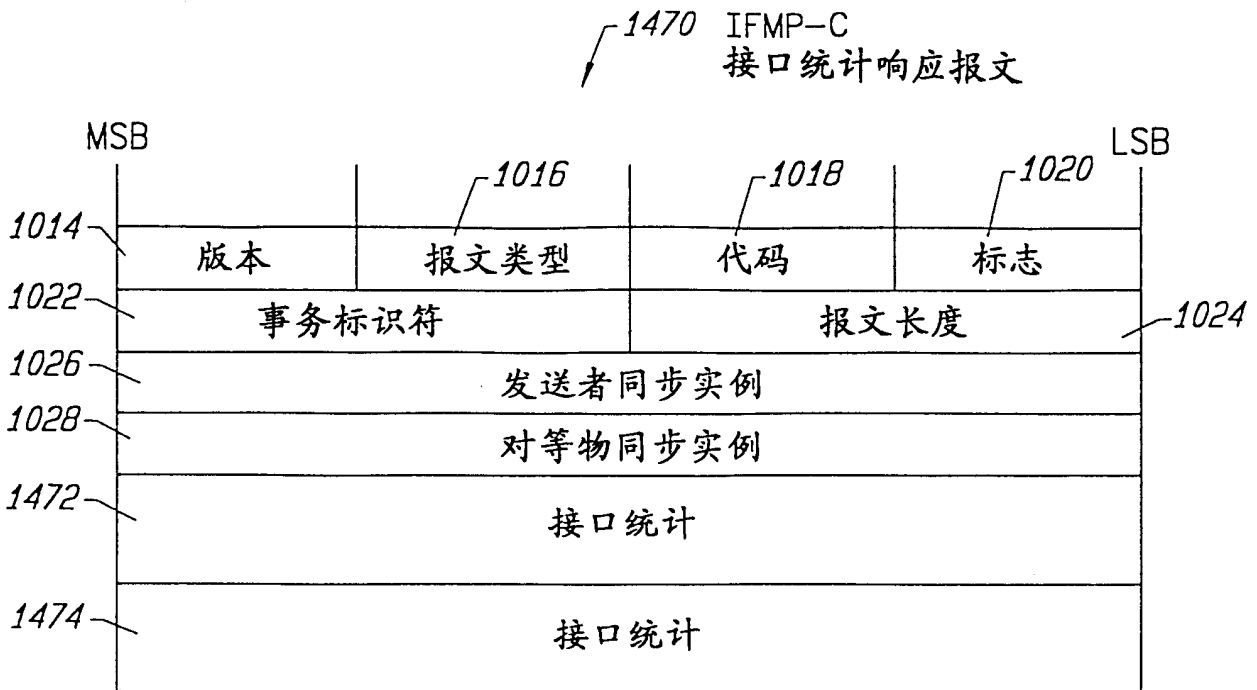 1470 IFMP-C
接口统计响应报文
MSB
LSB
1016
1018
1020
1014
版本
报文类型
代码
标志
1022
事务标识符
报文长度
1024
1026
发送者同步实例
1028
对等物同步实例
1472
接口统计
1474
接口统计